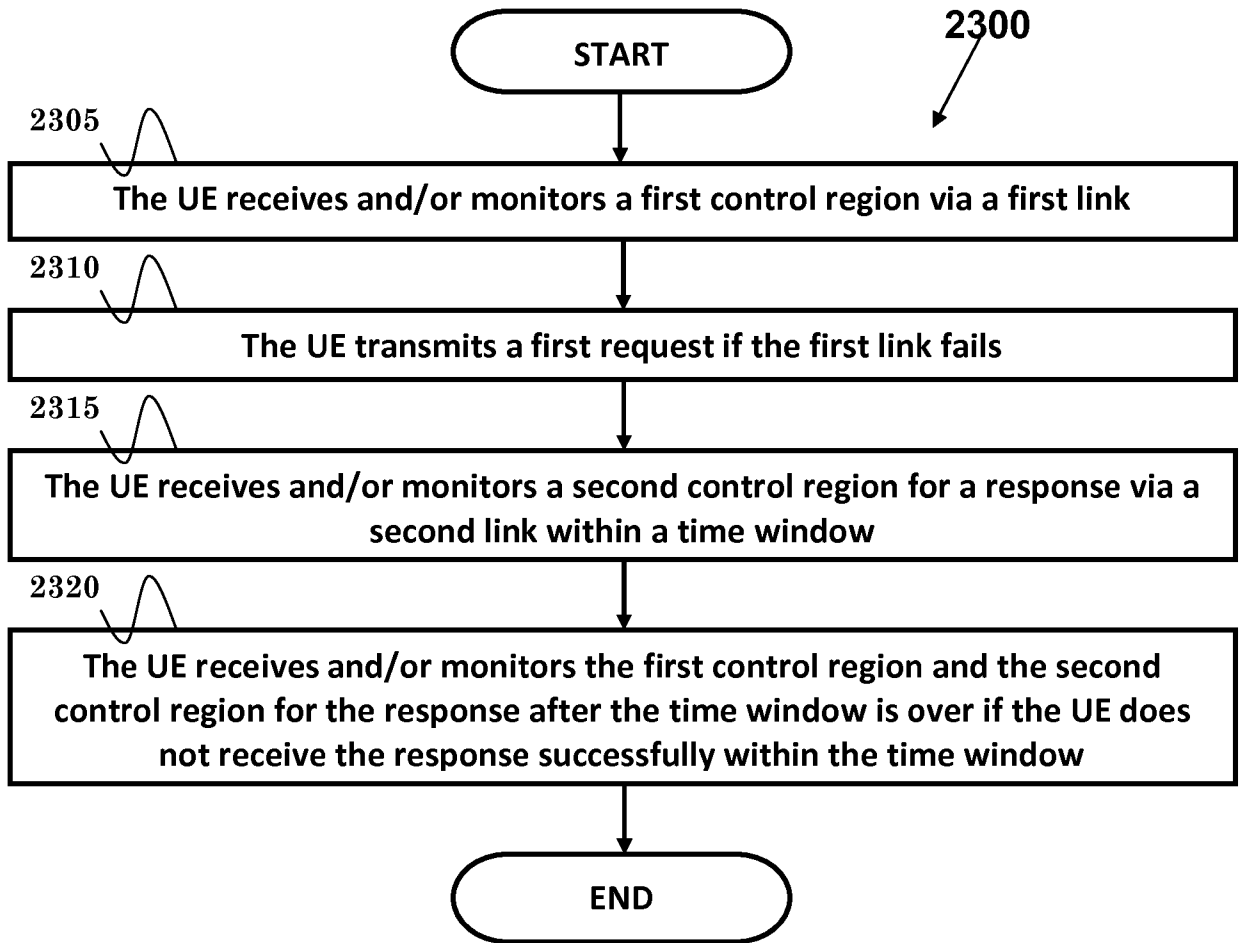 2300
START
2305
The UE receives and/or monitors a first control region via a first link
2310
The UE transmits a first request if the first link fails
2315
The UE receives and/or monitors a second control region for a response via a
second link within a time window
2320
The UE receives and/or monitors the first control region and the second
control region for the response after the time window is over if the UE does
not receive the response successfully within the time window
END